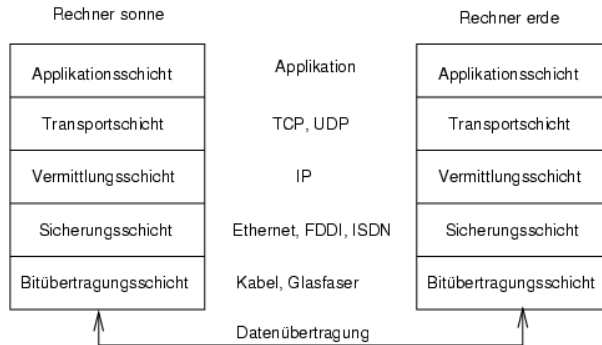 Rechner sonne
Rechner erde
Applikationsschicht
Applikation
Applikationsschicht
Transportschicht
TCP, UDP
Transportschicht
Vermittlungsschicht
IP
Vermittlungsschicht
Sicherungsschicht
Ethernet, FDDI, ISDN
Sicherungsschicht
Bitübertragungsschicht
Kabel, Glasfaser
Bitübertragungsschicht
Datenübertragung